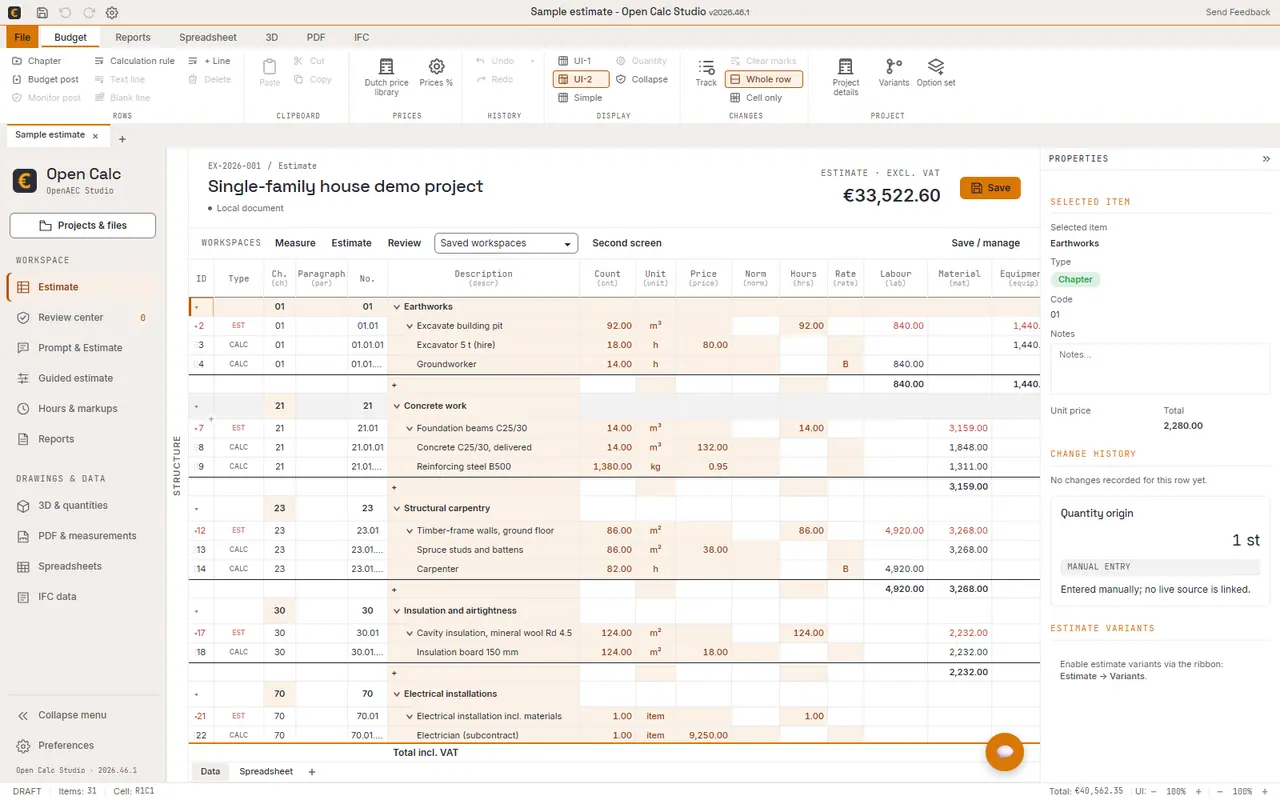 Sample estimate - Open Calc Studio v2026.46.1
Send Feedback
File Budget Reports Spreadsheet 3D PDF IFC
Chapter Calculation rule + Line
Budget post Text line Delete
Monitor post Blank line
ROWS
Paste Cut Copy
CLIPBOARD
Dutch price library Prices %
PRICES
Undo
Redo
HISTORY
UI-1 Quantity
UI-2 Collapse
Simple
DISPLAY
Track Clear marks
Whole row
Cell only
CHANGES
Project details Variants Option set
PROJECT
Sample estimate × +
Open Calc
OpenAEC Studio
Projects & files
WORKSPACE
Estimate
Review center 0
Prompt & Estimate
Guided estimate
Hours & markups
Reports
DRAWINGS & DATA
3D & quantities
PDF & measurements
Spreadsheets
IFC data
Collapse menu
Preferences
Open Calc Studio · 2026.46.1
STRUCTURE
EX-2026-001 / Estimate
Single-family house demo project
• Local document
ESTIMATE · EXCL. VAT
€33,522.60
Save
WORKSPACES Measure Estimate Review Saved workspaces Second screen Save / manage
ID Type Ch. Paragraph No. Description Count Unit Price Norm Hours Rate Labour Material Equipmen
(ch) (par) (descr) (cnt) (unit) (price) (norm) (hrs) (rate) (lab) (mat) (equip)
01 01 Earthworks
2 EST 01 01.01 Excavate building pit 92.00 m³ 92.00 840.00 1,440.
3 CALC 01 01.01.01 Excavator 5 t (hire) 18.00 h 80.00 1,440.
4 CALC 01 01.01.... Groundworker 14.00 h B 840.00
+ 840.00 1,440.
21 21 Concrete work
7 EST 21 21.01 Foundation beams C25/30 14.00 m³ 14.00 3,159.00
8 CALC 21 21.01.01 Concrete C25/30, delivered 14.00 m³ 132.00 1,848.00
9 CALC 21 21.01.... Reinforcing steel B500 1,380.00 kg 0.95 1,311.00
+ 3,159.00
23 23 Structural carpentry
12 EST 23 23.01 Timber-frame walls, ground floor 86.00 m² 86.00 4,920.00 3,268.00
13 CALC 23 23.01.... Spruce studs and battens 86.00 m² 38.00 3,268.00
14 CALC 23 23.01.... Carpenter 82.00 h B 4,920.00
+ 4,920.00 3,268.00
30 30 Insulation and airtightness
17 EST 30 30.01 Cavity insulation, mineral wool Rd 4.5 124.00 m² 124.00 2,232.00
18 CALC 30 30.01.... Insulation board 150 mm 124.00 m² 18.00 2,232.00
+ 2,232.00
70 70 Electrical installations
21 EST 70 70.01 Electrical installation incl. materials 1.00 item 1.00
22 CALC 70 70.01.... Electrician (subcontract) 1.00 item 9,250.00
Total incl. VAT
Data Spreadsheet +
PROPERTIES
SELECTED ITEM
Selected item
Earthworks
Type
Chapter
Code
01
Notes
Notes...
Unit price Total
2,280.00
CHANGE HISTORY
No changes recorded for this row yet.
Quantity origin
1 st
MANUAL ENTRY
Entered manually; no live source is linked.
ESTIMATE VARIANTS
Enable estimate variants via the ribbon:
Estimate → Variants.
DRAFT Items: 31 Cell: R1C1 Total: €40,562.35 UI: − 100% + − 100% +